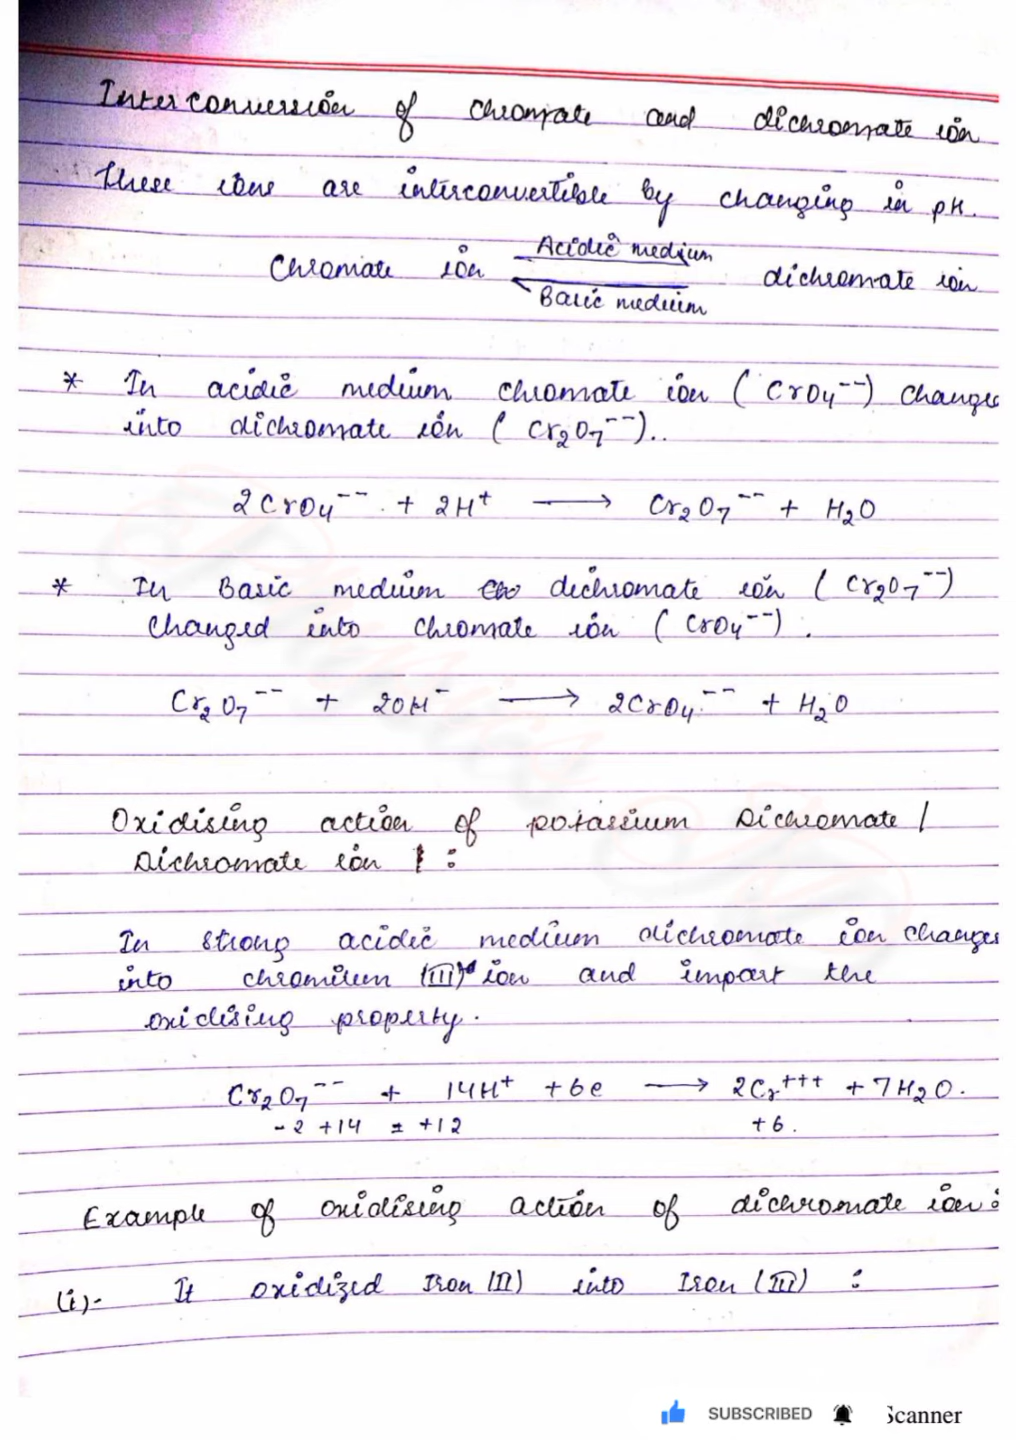 Interconversion of chromate and dichromate ion
These ions are interconvertible by changing in pH.
Chromate ion Acidic medium dichromate ion
Basic medium
* In acidic medium chromate ion ( CrO4-- ) changes
into dichromate ion ( Cr2O7-- )..
2CrO4-- + 2H+ ⟶ Cr2O7-- + H2O
* In Basic medium dichromate ion ( Cr2O7-- )
changed into chromate ion ( CrO4-- ) .
Cr2O7-- + 2OH- ⟶ 2CrO4-- + H2O
Oxidising action of potassium Dichromate /
Dichromate ion :
In strong acidic medium dichromate ion changes
into chromium (III) ion and impart the
oxidising property.
Cr2O7-- + 14H+ + 6e ⟶ 2Cr+++ + 7H2O.
-2 +14 = +12 +6.
Example of oxidising action of dichromate ion :
(i)- It oxidized Iron (II) into Iron (III) :
SUBSCRIBED Scanner